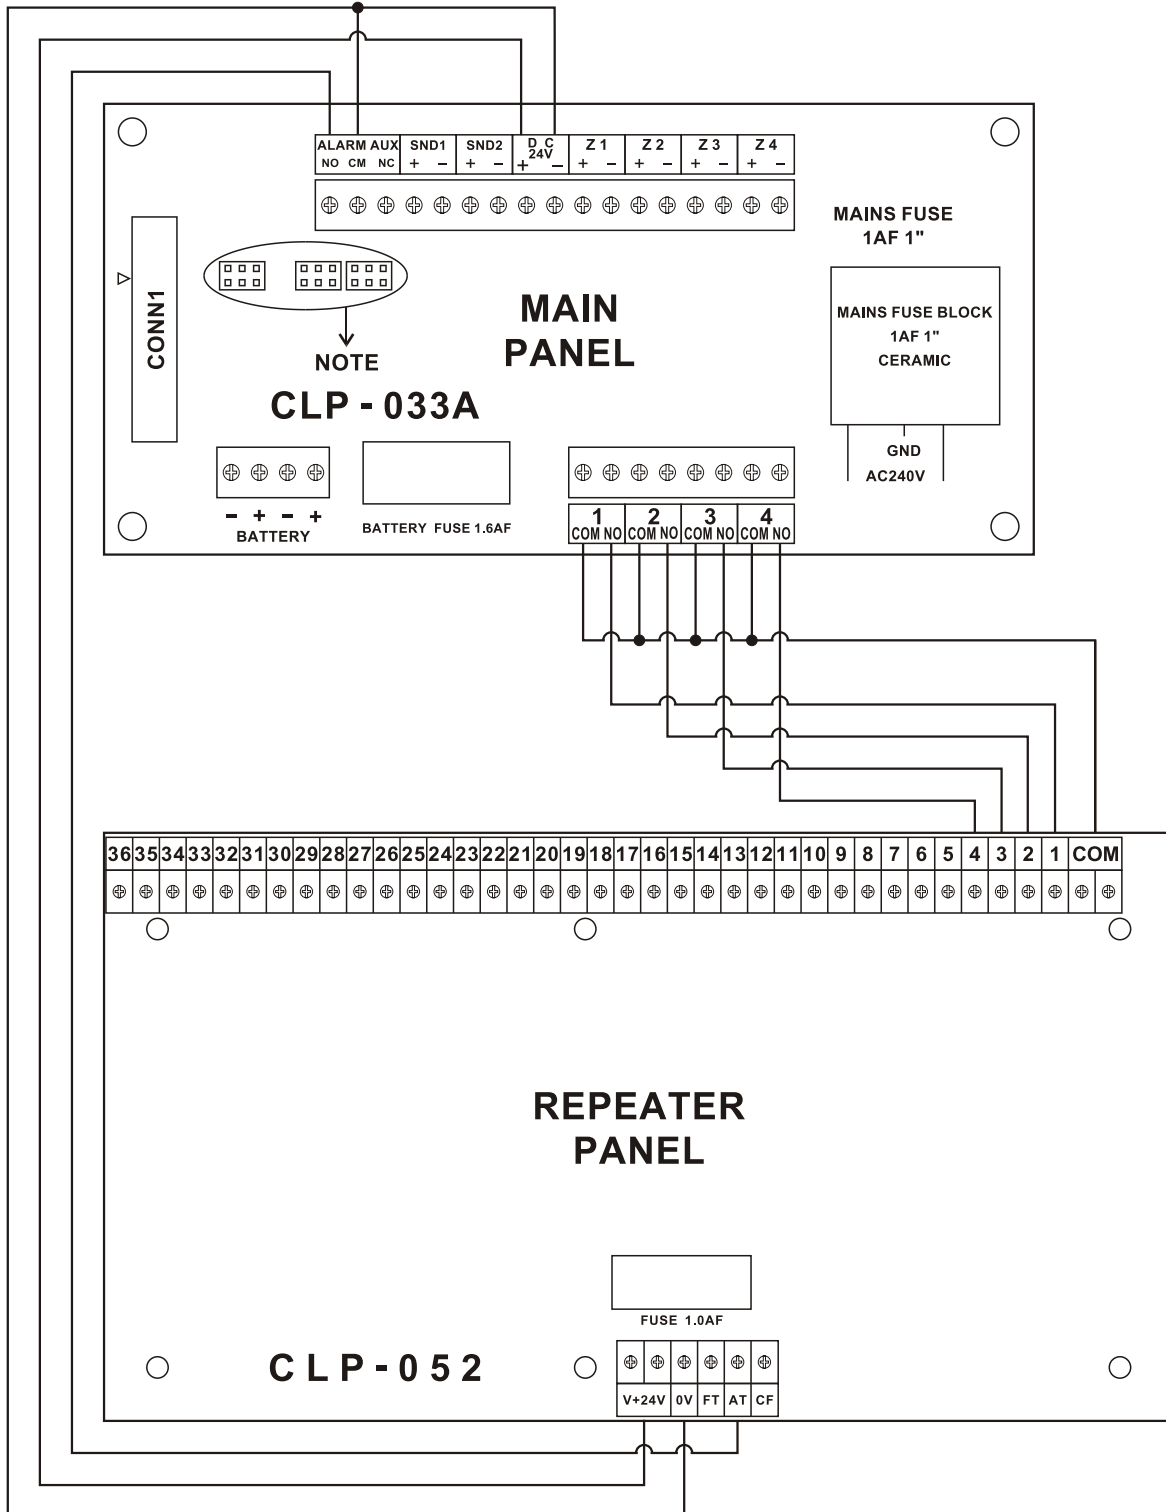 ALARM AUX SND1 SND2 D C Z 1 Z 2 Z 3 Z 4
24V
NO CM NC + − + − + − + − + − + − + −
MAINS FUSE
1AF 1"
CONN1
MAIN
PANEL
MAINS FUSE BLOCK
1AF 1"
CERAMIC
NOTE
CLP - 033A
GND
AC240V
− + − +
BATTERY
BATTERY FUSE 1.6AF
1 2 3 4
COM NO COM NO COM NO COM NO
36 35 34 33 32 31 30 29 28 27 26 25 24 23 22 21 20 19 18 17 16 15 14 13 12 11 10 9 8 7 6 5 4 3 2 1 COM
REPEATER
PANEL
FUSE 1.0AF
CLP-052
V+24V 0V FT AT CF